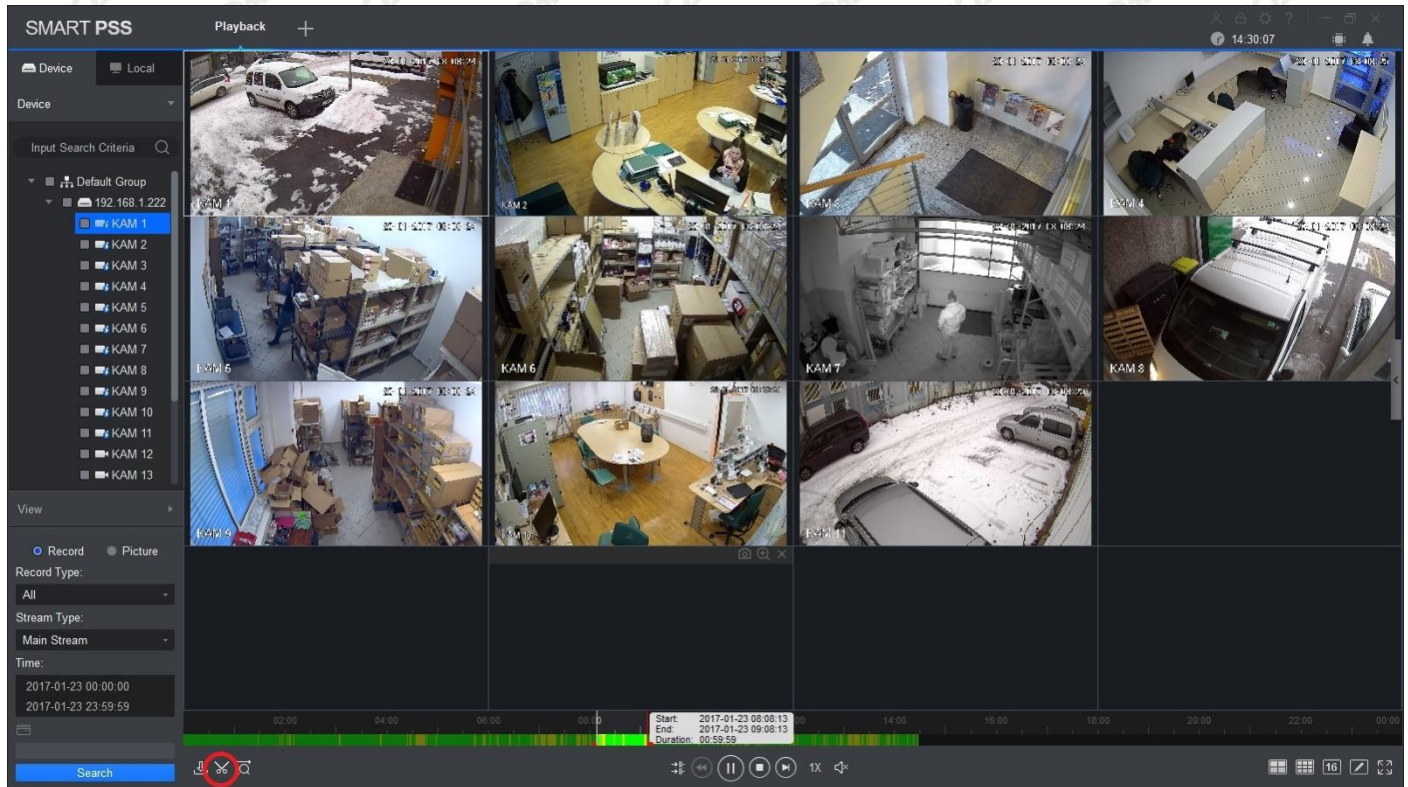 SMART PSS
Playback
14:30:07
Device Local
Device
Input Search Criteria
Default Group
192.168.1.222
KAM 1
KAM 2
KAM 3
KAM 4
KAM 5
KAM 6
KAM 7
KAM 8
KAM 9
KAM 10
KAM 11
KAM 12
KAM 13
View
Record Picture
Record Type:
All
Stream Type:
Main Stream
Time:
2017-01-23 00:00:00
2017-01-23 23:59:59
Search
KAM 1
KAM 2
KAM 3
KAM 4
KAM 5
KAM 6
KAM 7
KAM 8
KAM 9
KAM 10
KAM 11
02:00 04:00 06:00 14:00 16:00 18:00 20:00 22:00 00:00
Start: 2017-01-23 08:08:13
End: 2017-01-23 09:08:13
Duration: 00:59:59
1X
16